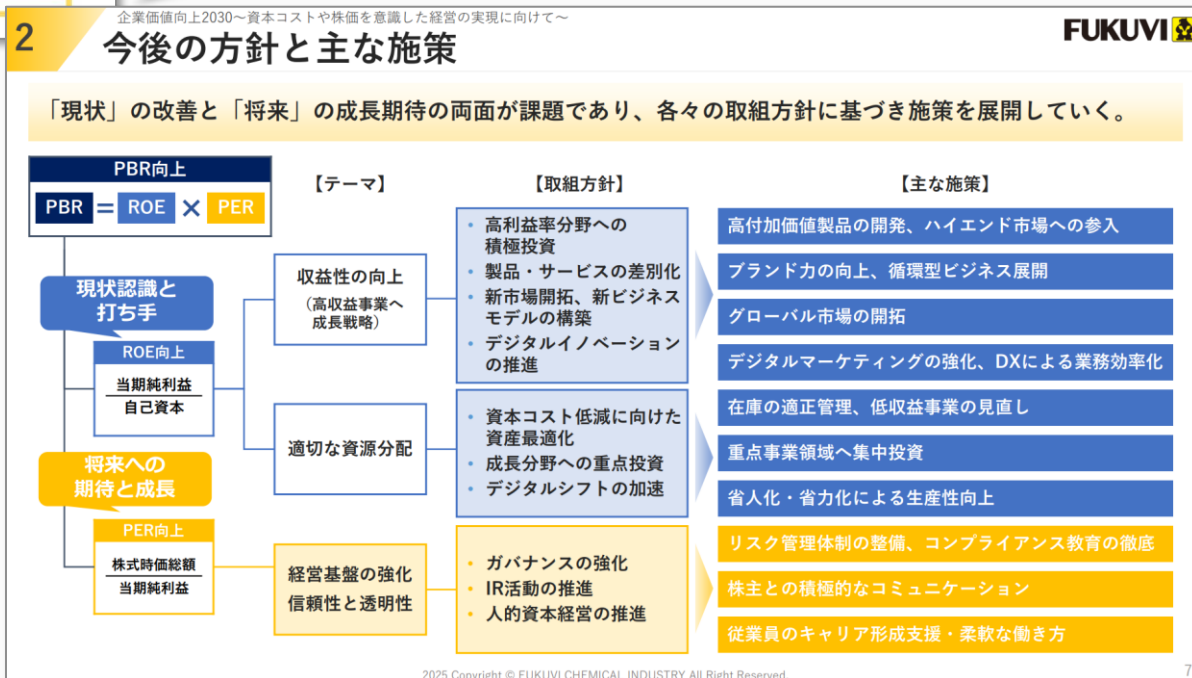 企業価値向上2030～資本コストや株価を意識した経営の実現に向けて～
2
今後の方針と主な施策
FUKUVI
「現状」の改善と「将来」の成長期待の両面が課題であり、各々の取組方針に基づき施策を展開していく。
PBR向上
PBR = ROE × PER
【テーマ】
【取組方針】
【主な施策】
現状認識と
打ち手
ROE向上
当期純利益
自己資本
収益性の向上
(高収益事業へ
成長戦略)
• 高利益率分野への
積極投資
• 製品・サービスの差別化
• 新市場開拓、新ビジネス
モデルの構築
• デジタルイノベーション
の推進
高付加価値製品の開発、ハイエンド市場への参入
ブランド力の向上、循環型ビジネス展開
グローバル市場の開拓
デジタルマーケティングの強化、DXによる業務効率化
適切な資源分配
• 資本コスト低減に向けた
資産最適化
• 成長分野への重点投資
• デジタルシフトの加速
在庫の適正管理、低収益事業の見直し
重点事業領域へ集中投資
省人化・省力化による生産性向上
将来への
期待と成長
PER向上
株式時価総額
当期純利益
経営基盤の強化
信頼性と透明性
• ガバナンスの強化
• IR活動の推進
• 人的資本経営の推進
リスク管理体制の整備、コンプライアンス教育の徹底
株主との積極的なコミュニケーション
従業員のキャリア形成支援・柔軟な働き方
2025 Copyright © FUKUVI CHEMICAL INDUSTRY All Right Reserved.
7